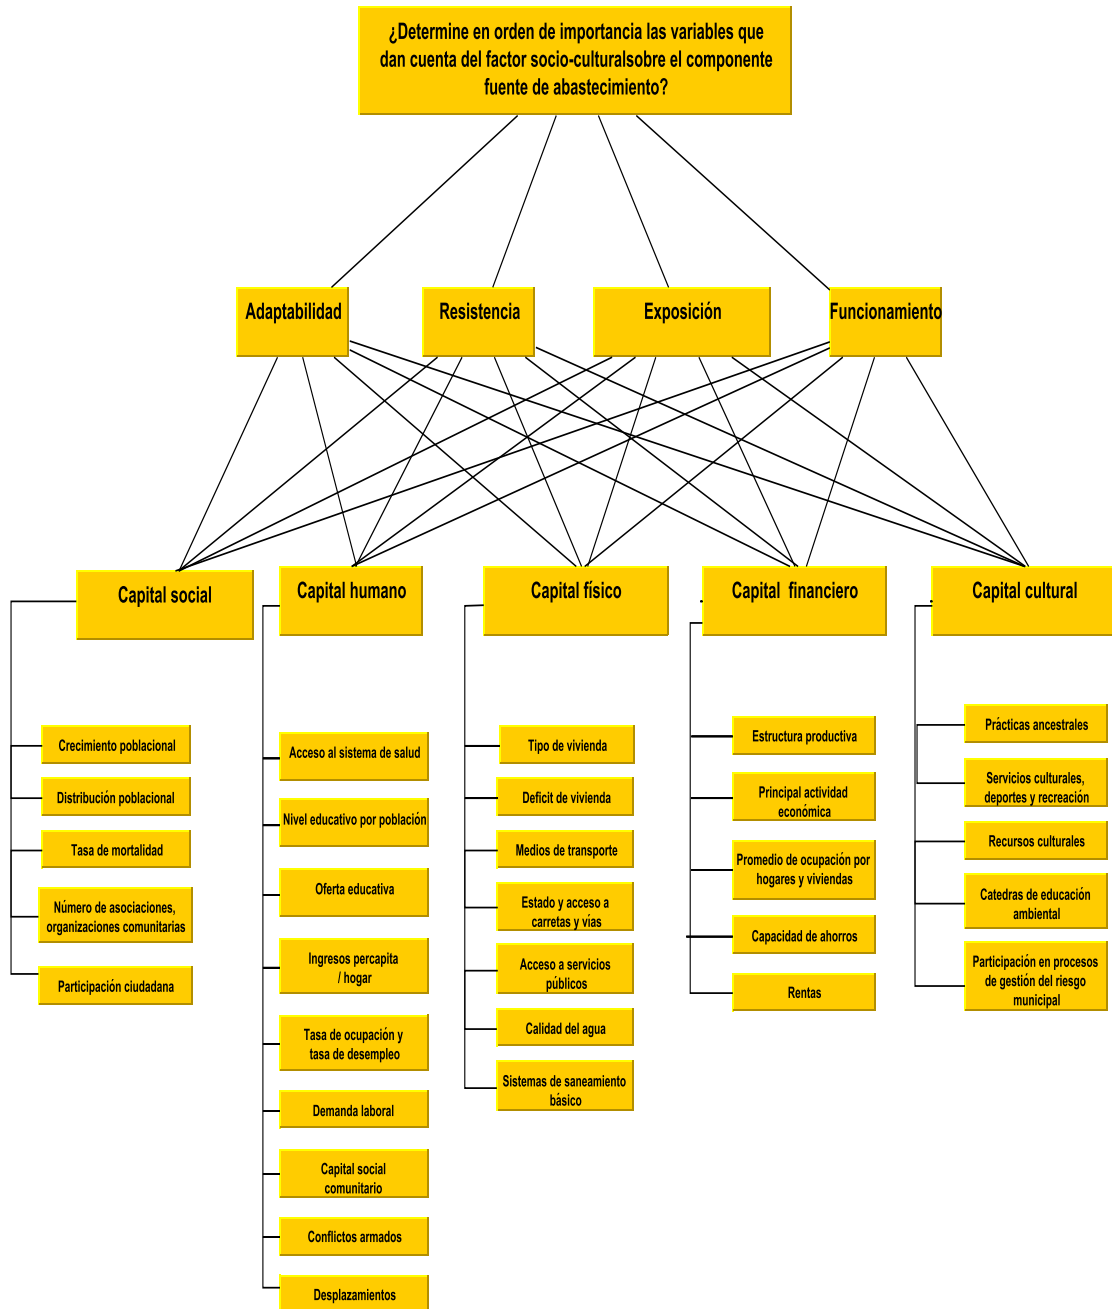 ¿Determine en orden de importancia las variables que
dan cuenta del factor socio-culturalsobre el componente
fuente de abastecimiento?
Adaptabilidad
Resistencia
Exposición
Funcionamiento
Capital social
Capital humano
Capital físico
Capital financiero
Capital cultural
Crecimiento poblacional
Distribución poblacional
Tasa de mortalidad
Número de asociaciones,
organizaciones comunitarias
Participación ciudadana
Acceso al sistema de salud
Nivel educativo por población
Oferta educativa
Ingresos percapita
/ hogar
Tasa de ocupación y
tasa de desempleo
Demanda laboral
Capital social
comunitario
Conflictos armados
Desplazamientos
Tipo de vivienda
Deficit de vivienda
Medios de transporte
Estado y acceso a
carretas y vías
Acceso a servicios
públicos
Calidad del agua
Sistemas de saneamiento
básico
Estructura productiva
Principal actividad
económica
Promedio de ocupación por
hogares y viviendas
Capacidad de ahorros
Rentas
Prácticas ancestrales
Servicios culturales,
deportes y recreación
Recursos culturales
Catedras de educación
ambiental
Participación en procesos
de gestión del riesgo
municipal